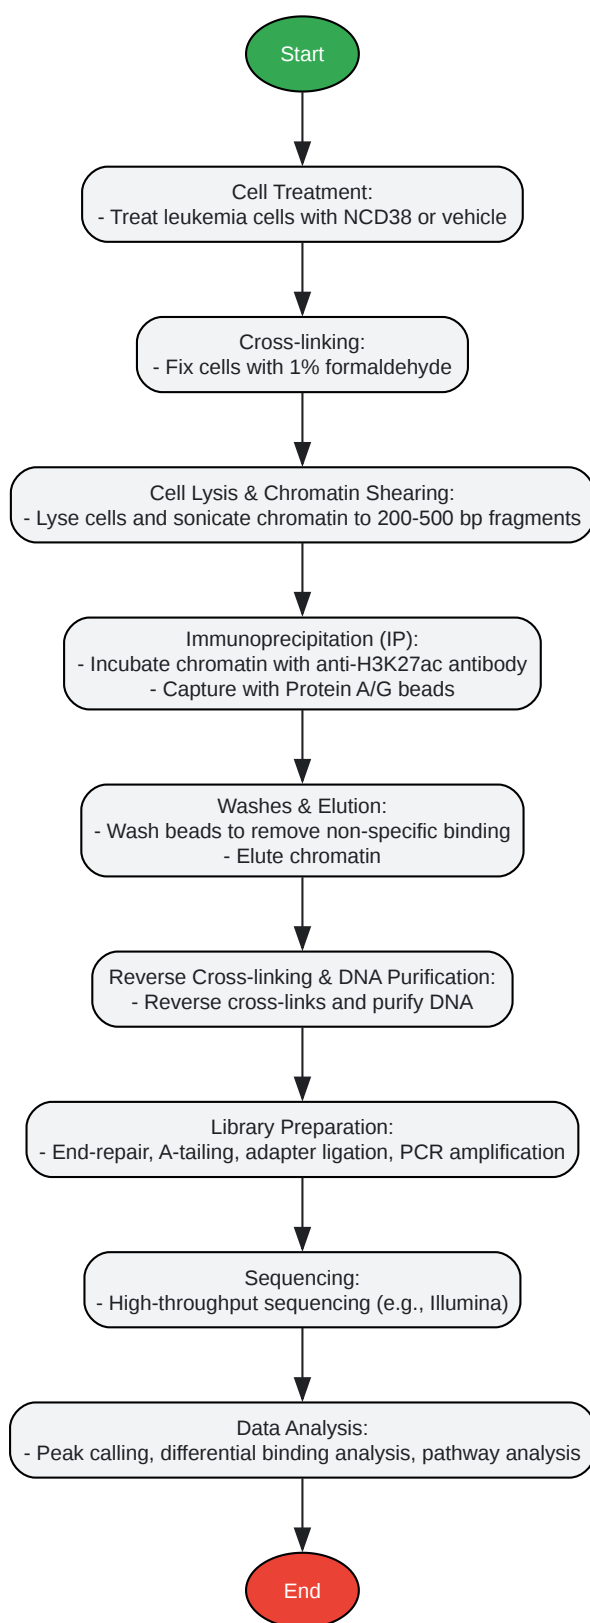 Start
Cell Treatment:
- Treat leukemia cells with NCD38 or vehicle
Cross-linking:
- Fix cells with 1% formaldehyde
Cell Lysis & Chromatin Shearing:
- Lyse cells and sonicate chromatin to 200-500 bp fragments
Immunoprecipitation (IP):
- Incubate chromatin with anti-H3K27ac antibody
- Capture with Protein A/G beads
Washes & Elution:
- Wash beads to remove non-specific binding
- Elute chromatin
Reverse Cross-linking & DNA Purification:
- Reverse cross-links and purify DNA
Library Preparation:
- End-repair, A-tailing, adapter ligation, PCR amplification
Sequencing:
- High-throughput sequencing (e.g., Illumina)
Data Analysis:
- Peak calling, differential binding analysis, pathway analysis
End